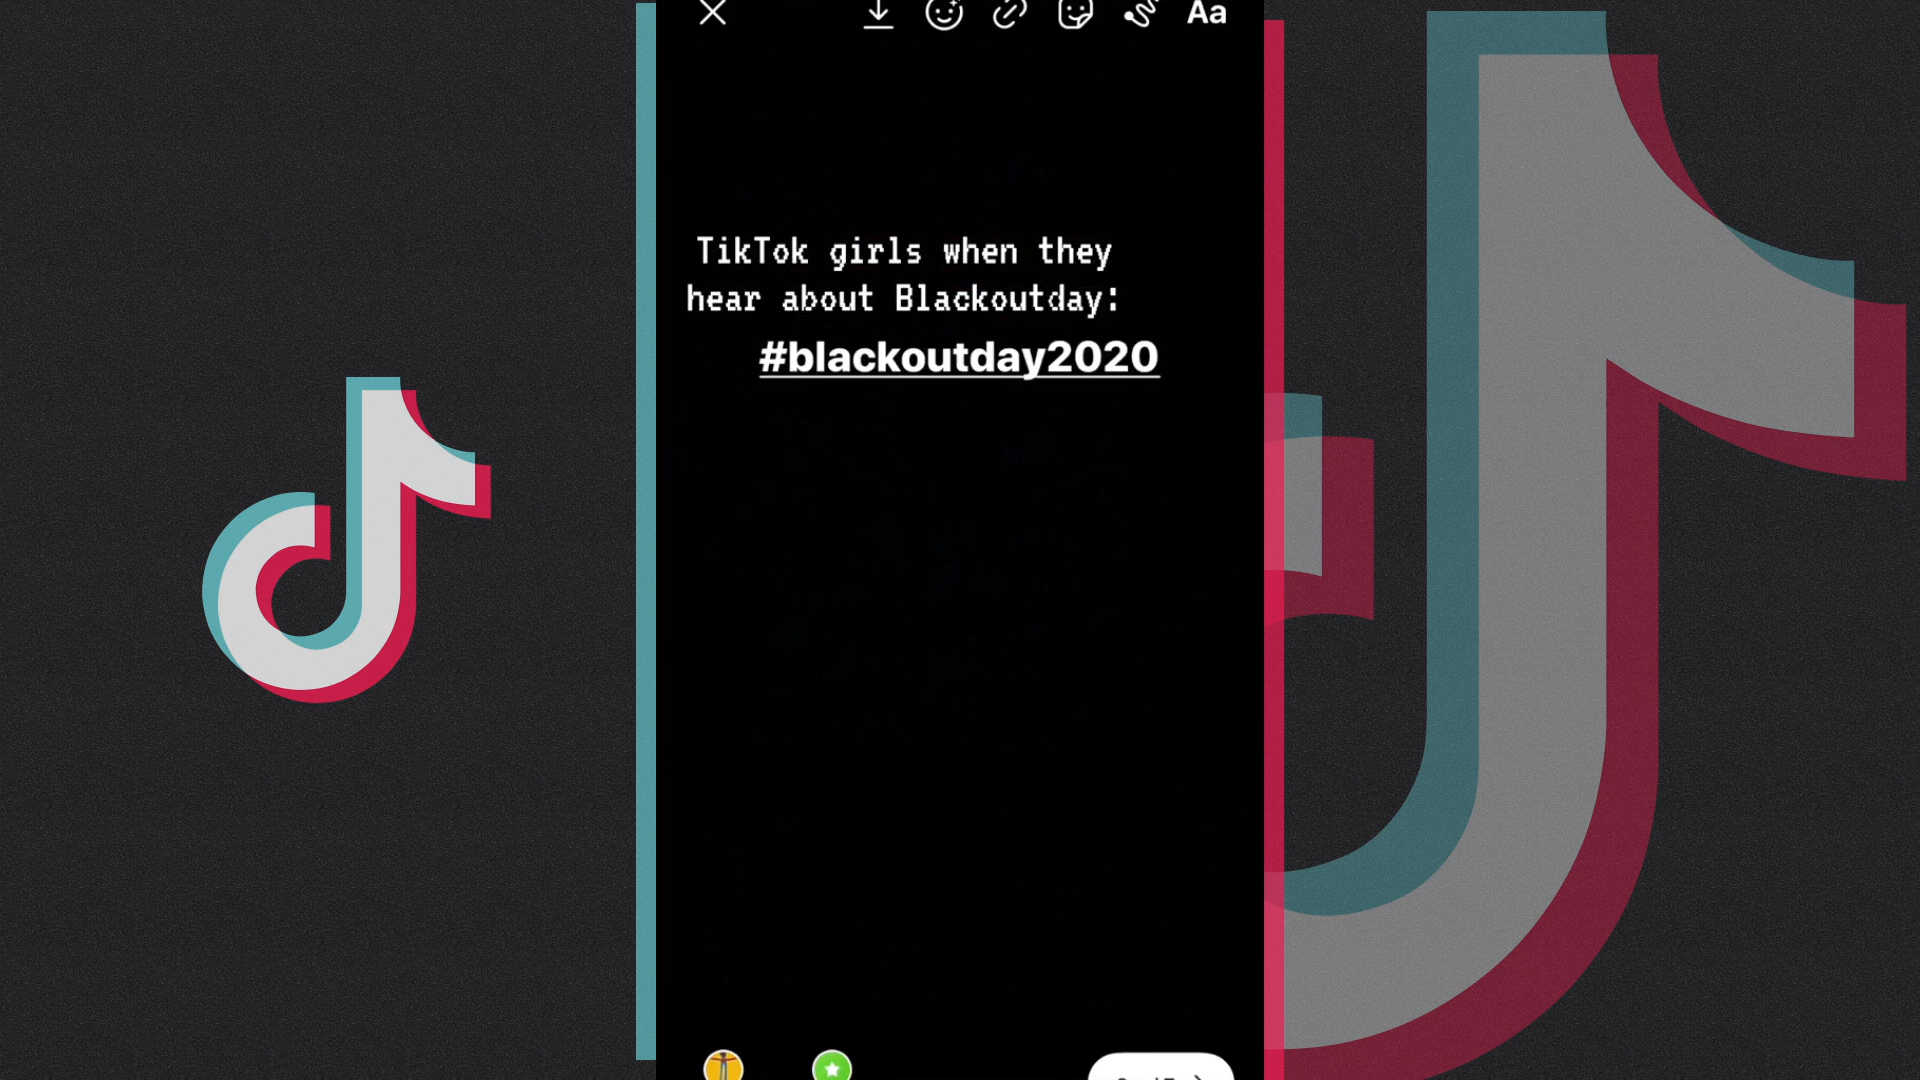 Aa
TikTok girls when they
hear about Blackoutday:
#blackoutday2020